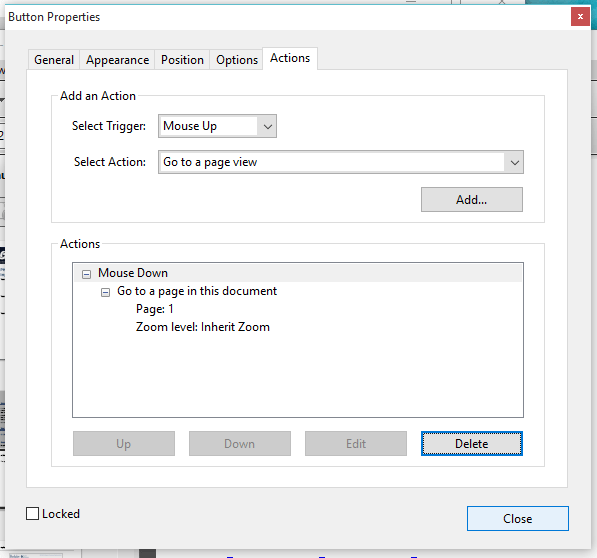 Button Properties
General Appearance Position Options Actions
Add an Action
Select Trigger: Mouse Up
Select Action: Go to a page view
Add...
Actions
Mouse Down
Go to a page in this document
Page: 1
Zoom level: Inherit Zoom
Up Down Edit Delete
Locked
Close